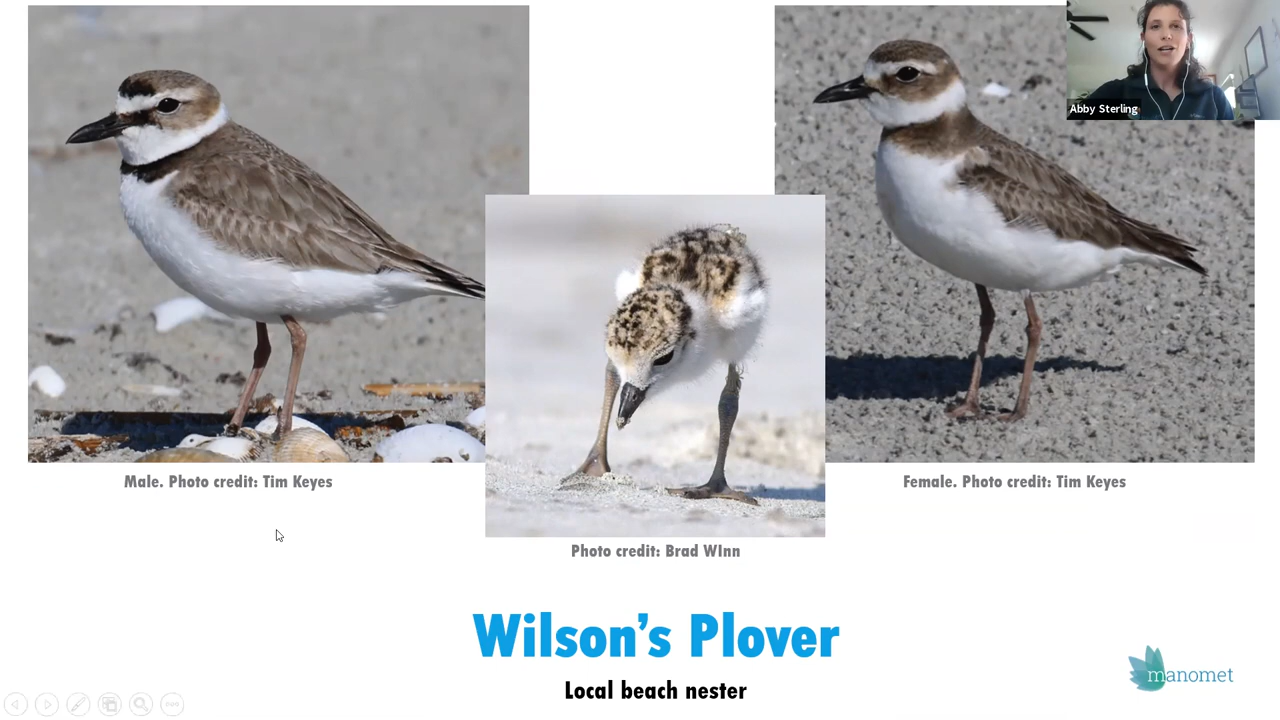 Abby Sterling
Male. Photo credit: Tim Keyes
Female. Photo credit: Tim Keyes
Photo credit: Brad WInn
Wilson's Plover
Local beach nester
manomet